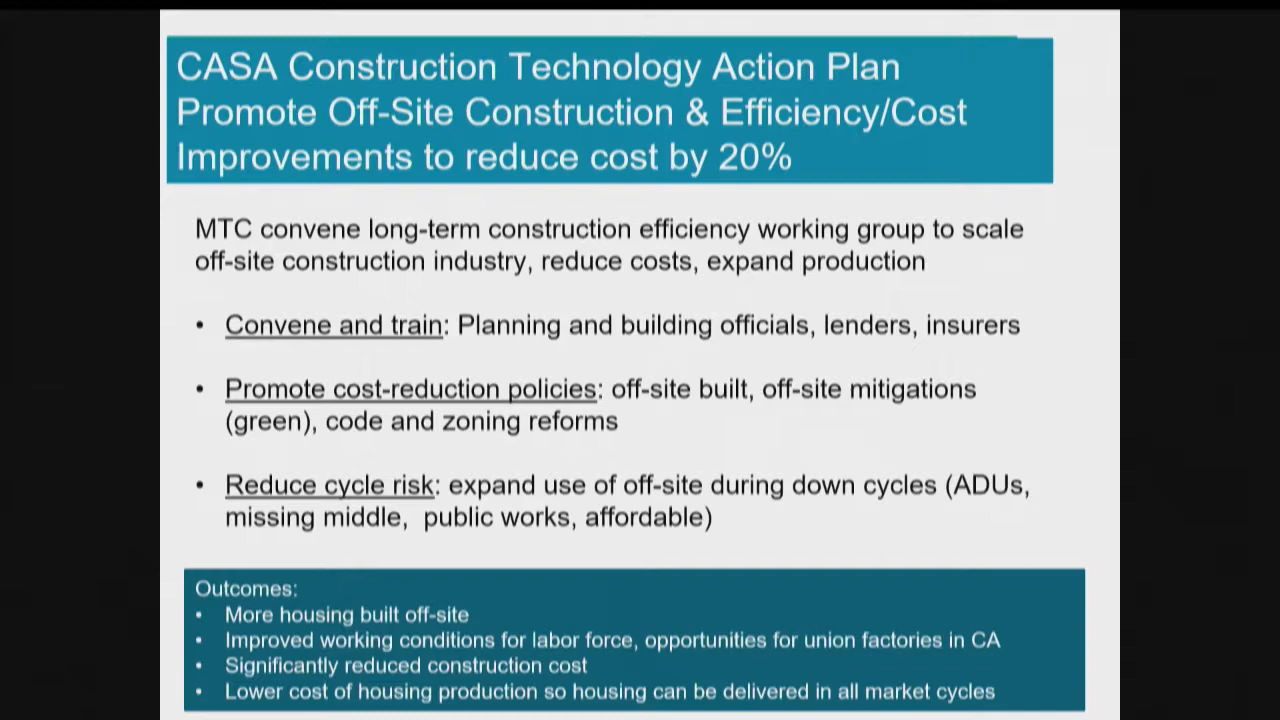 CASA Construction Technology Action Plan
Promote Off-Site Construction & Efficiency/Cost
Improvements to reduce cost by 20%
MTC convene long-term construction efficiency working group to scale
off-site construction industry, reduce costs, expand production
• Convene and train: Planning and building officials, lenders, insurers
• Promote cost-reduction policies: off-site built, off-site mitigations
(green), code and zoning reforms
• Reduce cycle risk: expand use of off-site during down cycles (ADUs,
missing middle, public works, affordable)
Outcomes:
• More housing built off-site
• Improved working conditions for labor force, opportunities for union factories in CA
• Significantly reduced construction cost
• Lower cost of housing production so housing can be delivered in all market cycles